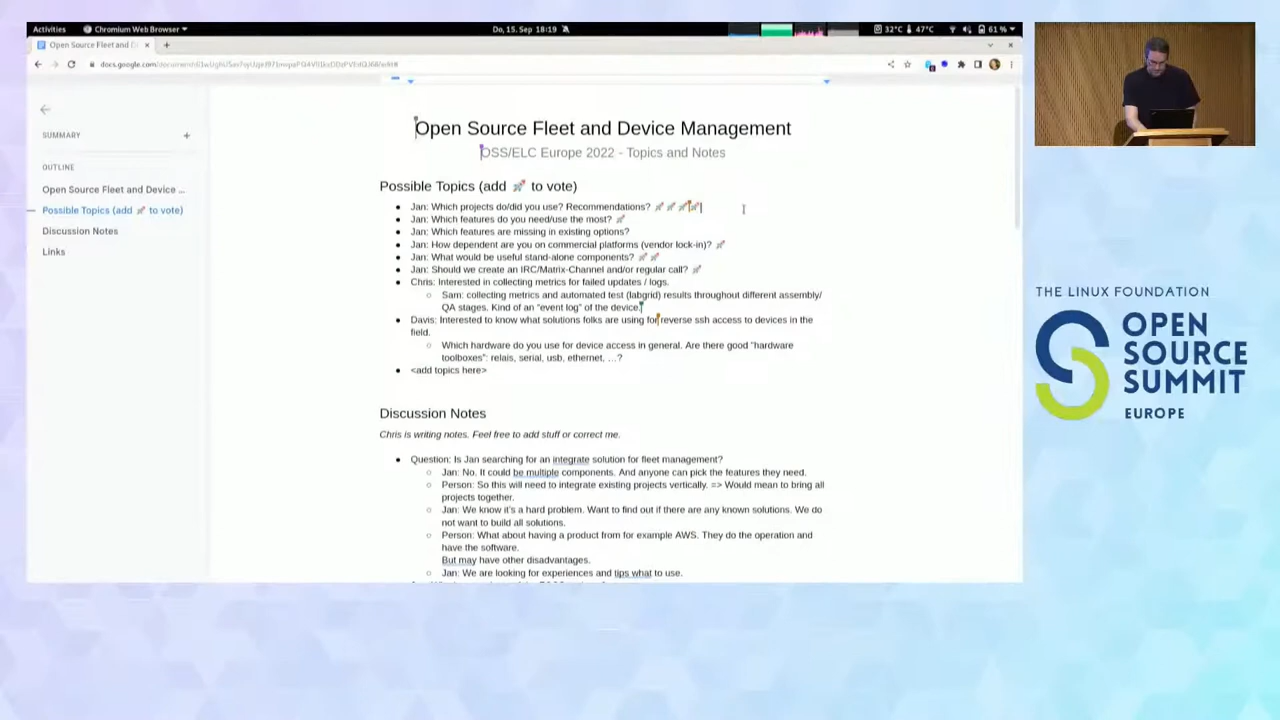 Activities
Chromium Web Browser
Do, 15. Sep 18:19
32°C 47°C
61 %
Open Source Fleet and D
SUMMARY
OUTLINE
Open Source Fleet and Device ...
Possible Topics (add 🚀 to vote)
Discussion Notes
Links
Open Source Fleet and Device Management
OSS/ELC Europe 2022 - Topics and Notes
Possible Topics (add 🚀 to vote)
Jan: Which projects do/did you use? Recommendations? 🚀 🚀 🚀 🚀
Jan: Which features do you need/use the most? 🚀
Jan: Which features are missing in existing options?
Jan: How dependent are you on commercial platforms (vendor lock-in)? 🚀
Jan: What would be useful stand-alone components? 🚀 🚀
Jan: Should we create an IRC/Matrix-Channel and/or regular call? 🚀
Chris: Interested in collecting metrics for failed updates / logs.
Sam: collecting metrics and automated test (labgrid) results throughout different assembly/
QA stages. Kind of an "event log" of the device.
Davis: Interested to know what solutions folks are using for reverse ssh access to devices in the
field.
Which hardware do you use for device access in general. Are there good "hardware
toolboxes": relais, serial, usb, ethernet, ...?
<add topics here>
Discussion Notes
Chris is writing notes. Feel free to add stuff or correct me.
Question: Is Jan searching for an integrate solution for fleet management?
Jan: No. It could be multiple components. And anyone can pick the features they need.
Person: So this will need to integrate existing projects vertically. => Would mean to bring all
projects together.
Jan: We know it's a hard problem. Want to find out if there are any known solutions. We do
not want to build all solutions.
Person: What about having a product from for example AWS. They do the operation and
have the software.
But may have other disadvantages.
Jan: We are looking for experiences and tips what to use.
THE LINUX FOUNDATION
OPEN
SOURCE
SUMMIT
EUROPE